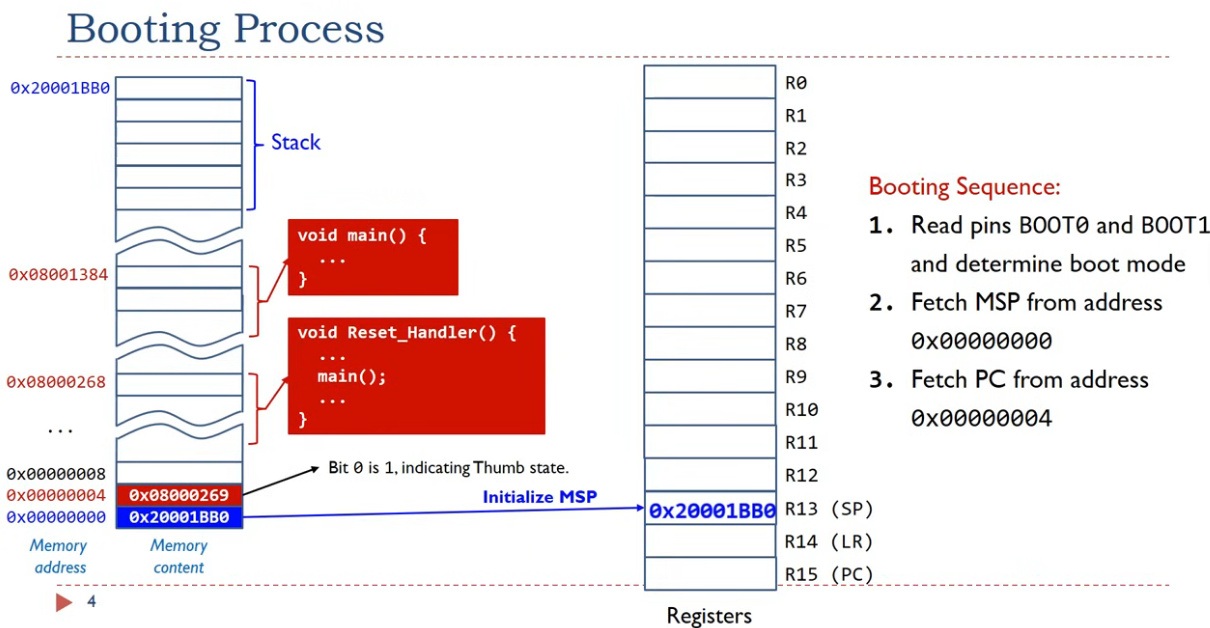 Booting Process
0x20001BB0
Stack
void main() {
...
}
0x08001384
void Reset_Handler() {
...
main();
...
}
0x08000268
...
0x00000008
Bit 0 is 1, indicating Thumb state.
0x00000004 0x08000269
0x00000000 0x20001BB0
Initialize MSP
Memory
address
Memory
content
4
R0
R1
R2
R3
R4
R5
R6
R7
R8
R9
R10
R11
R12
0x20001BB0 R13 (SP)
R14 (LR)
R15 (PC)
Registers
Booting Sequence:
1. Read pins BOOT0 and BOOT1
and determine boot mode
2. Fetch MSP from address
0x00000000
3. Fetch PC from address
0x00000004